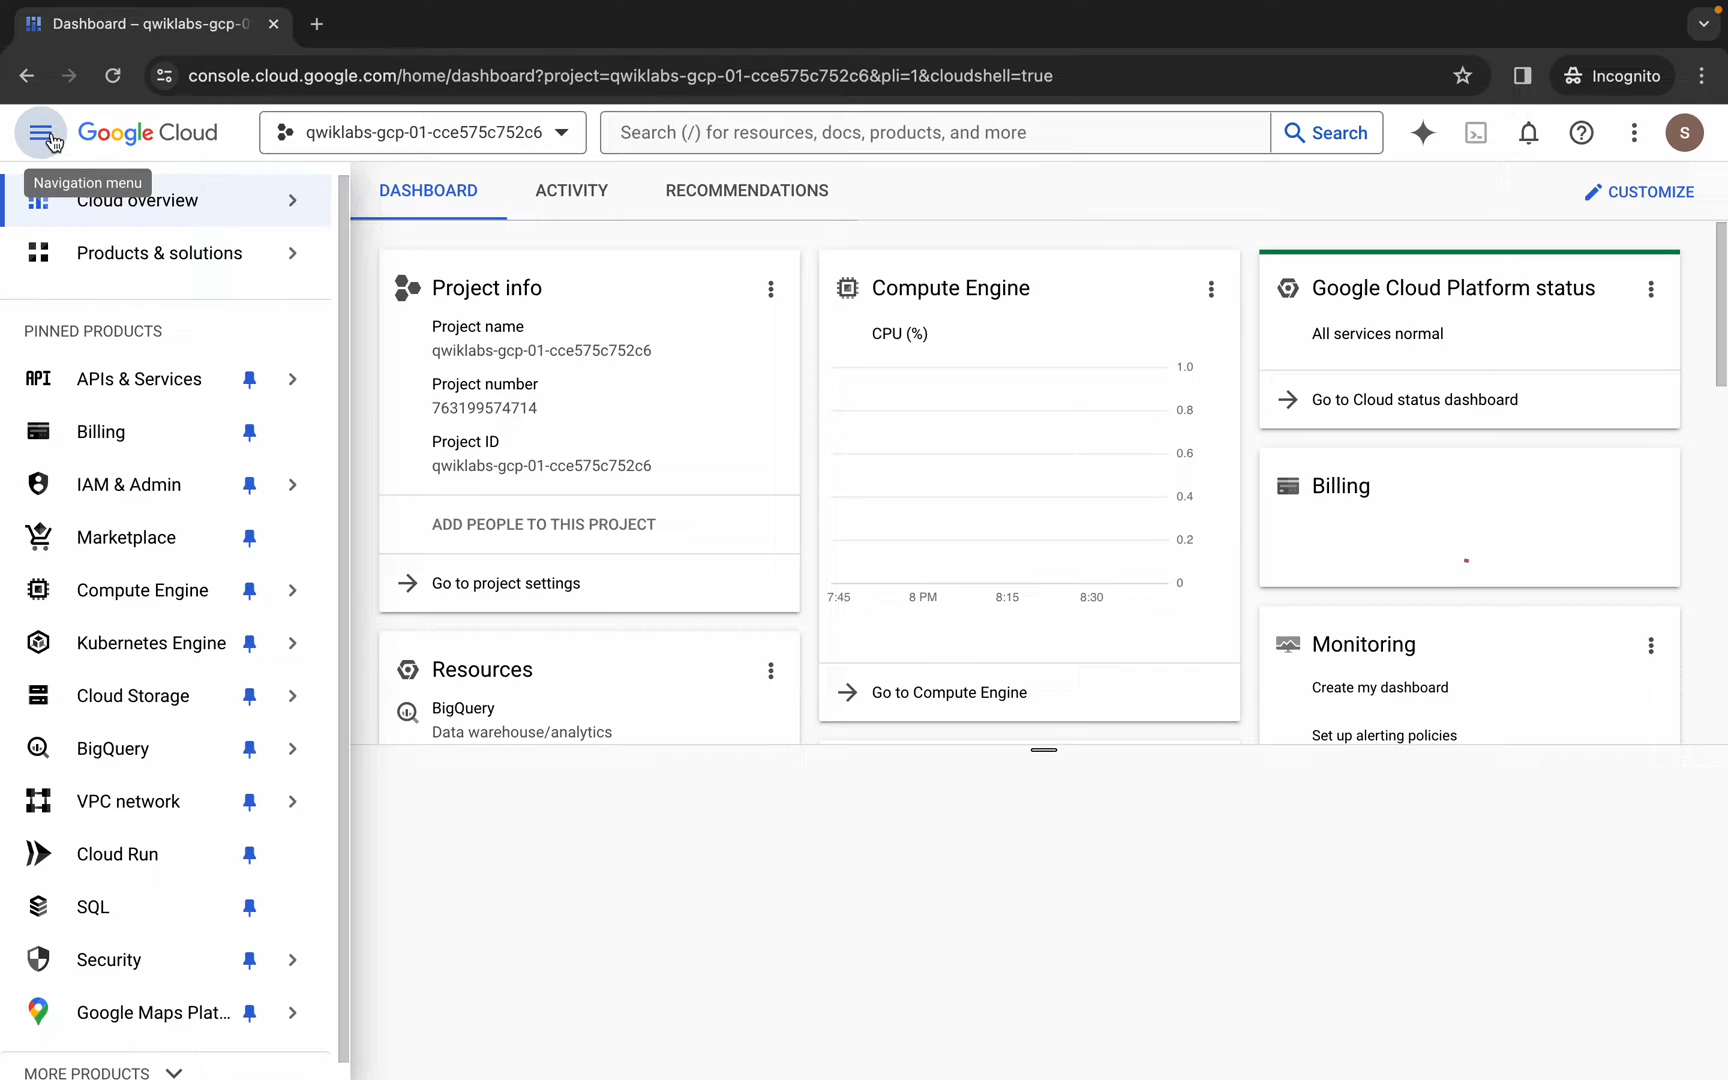 Dashboard – qwiklabs-gcp-0
console.cloud.google.com/home/dashboard?project=qwiklabs-gcp-01-cce575c752c6&pli=1&cloudshell=true
Incognito
Google Cloud
qwiklabs-gcp-01-cce575c752c6
Search (/) for resources, docs, products, and more
Search
S
Navigation menu
Cloud overview
Products & solutions
PINNED PRODUCTS
API
APIs & Services
Billing
IAM & Admin
Marketplace
Compute Engine
Kubernetes Engine
Cloud Storage
BigQuery
VPC network
Cloud Run
SQL
Security
Google Maps Plat...
MORE PRODUCTS
DASHBOARD
ACTIVITY
RECOMMENDATIONS
CUSTOMIZE
Project info
Project name
qwiklabs-gcp-01-cce575c752c6
Project number
763199574714
Project ID
qwiklabs-gcp-01-cce575c752c6
ADD PEOPLE TO THIS PROJECT
Go to project settings
Resources
BigQuery
Data warehouse/analytics
Compute Engine
CPU (%)
1.0
0.8
0.6
0.4
0.2
0
7:45
8 PM
8:15
8:30
Go to Compute Engine
Google Cloud Platform status
All services normal
Go to Cloud status dashboard
Billing
Monitoring
Create my dashboard
Set up alerting policies